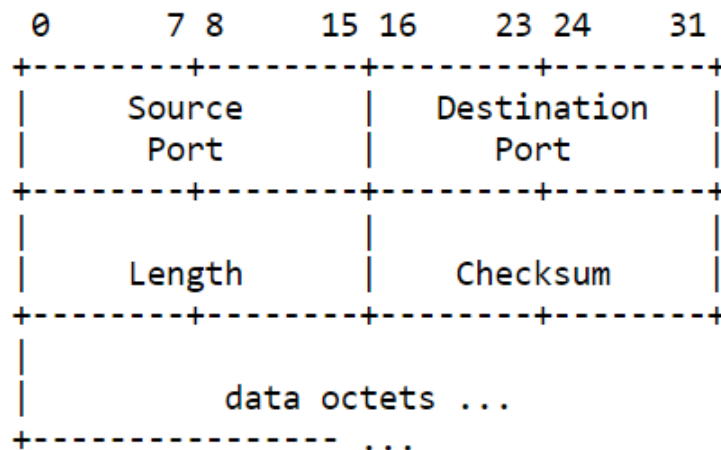 0      7 8     15 16    23 24    31
+--------+--------+--------+--------+
|     Source      |   Destination   |
|      Port       |      Port       |
+--------+--------+--------+--------+
|                 |                 |
|     Length      |    Checksum     |
+--------+--------+--------+--------+
|
|          data octets ...
+---------------- ...